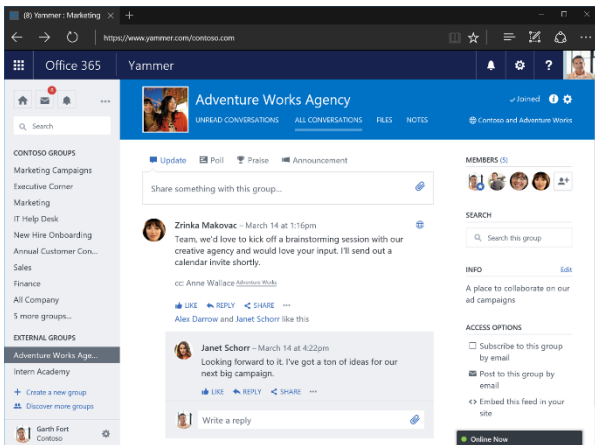 (8) Yammer : Marketing
https://www.yammer.com/contoso.com
Office 365
Yammer
?
Search
CONTOSO GROUPS
Marketing Campaigns
Executive Corner
Marketing
IT Help Desk
New Hire Onboarding
Annual Customer Con...
Sales
Finance
All Company
5 more groups...
EXTERNAL GROUPS
Adventure Works Age...
Intern Academy
+ Create a new group
Discover more groups
Garth Fort
Contoso
Adventure Works Agency
Joined
UNREAD CONVERSATIONS ALL CONVERSATIONS FILES NOTES
Contoso and Adventure Works
Update Poll Praise Announcement
Share something with this group...
Zrinka Makovac – March 14 at 1:16pm
Team, we'd love to kick off a brainstorming session with our
creative agency and would love your input. I'll send out a
calendar invite shortly.
cc: Anne Wallace Adventure Works
LIKE REPLY SHARE
Alex Darrow and Janet Schorr like this
Janet Schorr – March 14 at 4:22pm
Looking forward to it. I've got a ton of ideas for our
next big campaign.
LIKE REPLY SHARE
Write a reply
MEMBERS (5)
SEARCH
Search this group
INFO Edit
A place to collaborate on our
ad campaigns
ACCESS OPTIONS
Subscribe to this group
by email
Post to this group by
email
Embed this feed in your
site
Online Now